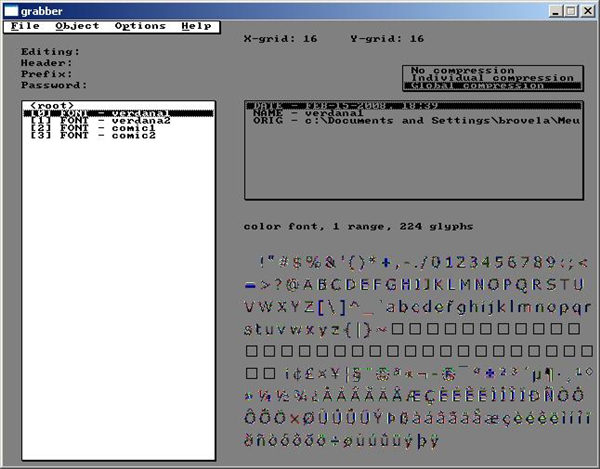 grabber
File Object Options Help
X-grid: 16 Y-grid: 16
Editing:
Header:
Prefix:
Password:
No compression
Individual compression
Global compression
<root>
[0] FONT - verdana1
[1] FONT - verdana2
[2] FONT - comic1
[3] FONT - comic2
DATE - FEB-15-2008, 18:39
NAME - verdana1
ORIG - c:\Documents and Settings\brovela\Meu
color font, 1 range, 224 glyphs
!"#$%&'()*+,-./0123456789:;<
=>?@ABCDEFGHIJKLMNOPQRSTU
VWXYZ[\]^_`abcdefghijklmnopqr
stuvwxyz{|}~
¡¢£¤¥¦§¨©ª«¬-®¯°±²³´µ¶·¸¹º
»¼½¾¿ÀÁÂÃÄÅÆÇÈÉÊËÌÍÎÏÐÑÒÓ
ÔÕÖ×ØÙÚÛÜÝÞßàáâãäåæçèéêëìíîï
ðñòóôõö÷øùúûüýþÿ